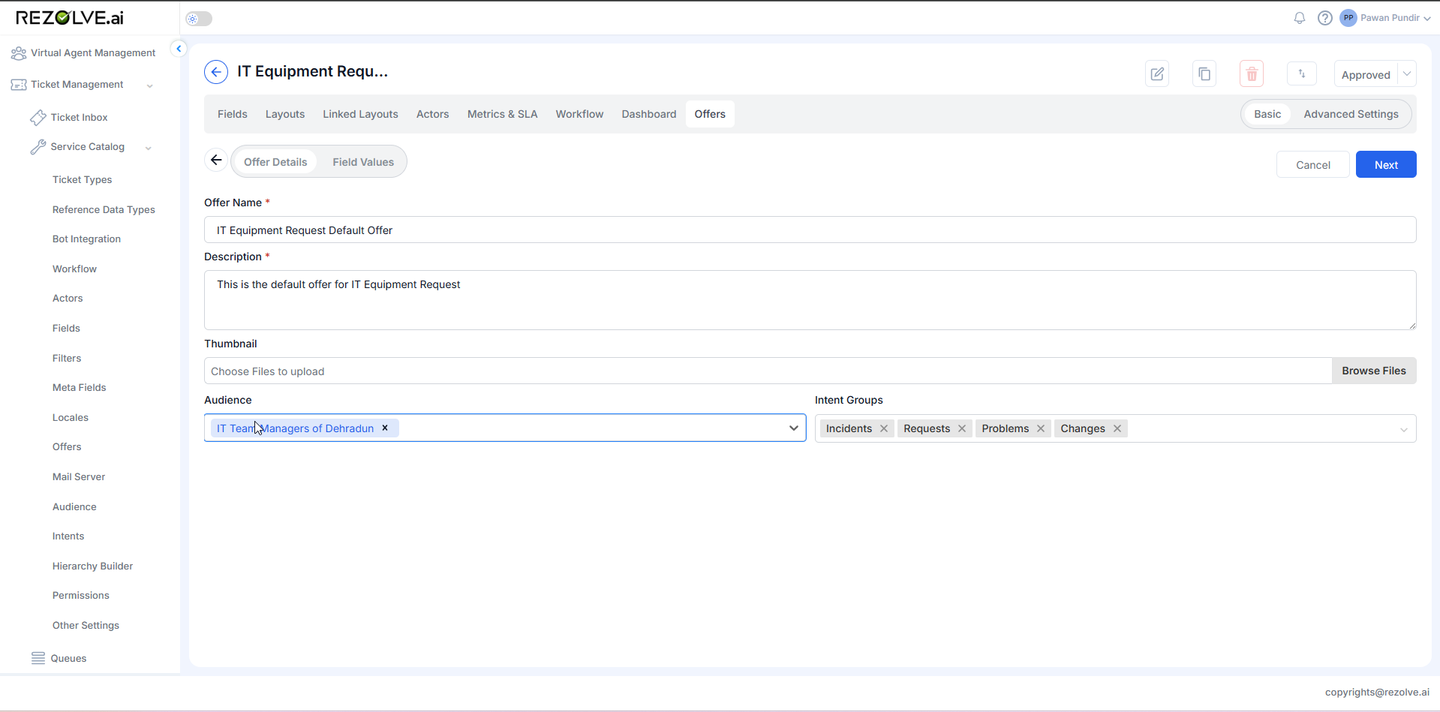 REZOLVE.ai
PP Pawan Pundir
Virtual Agent Management
Ticket Management
Ticket Inbox
Service Catalog
Ticket Types
Reference Data Types
Bot Integration
Workflow
Actors
Fields
Filters
Meta Fields
Locales
Offers
Mail Server
Audience
Intents
Hierarchy Builder
Permissions
Other Settings
Queues
IT Equipment Requ...
Approved
Fields Layouts Linked Layouts Actors Metrics & SLA Workflow Dashboard Offers
Basic Advanced Settings
Offer Details Field Values
Cancel Next
Offer Name *
IT Equipment Request Default Offer
Description *
This is the default offer for IT Equipment Request
Thumbnail
Choose Files to upload Browse Files
Audience Intent Groups
IT Team Managers of Dehradun Incidents Requests Problems Changes
copyrights@rezolve.ai